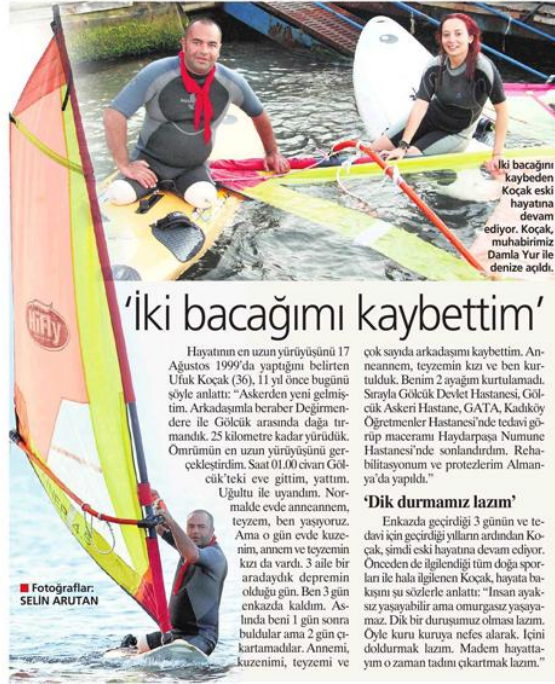 İki bacağını
kaybeden
Koçak eski
hayatına
devam
ediyor. Koçak,
muhabirimiz
Damla Yur ile
denize açıldı.
'İki bacağımı kaybettim'
HiFly
Hayatının en uzun yürüyüşünü 17
Ağustos 1999'da yaptığını belirten
Ufuk Koçak (36), 11 yıl önce bugünü
şöyle anlattı: "Askerden yeni gelmiş-
tim. Arkadaşımla beraber Değirmen-
dere ile Gölcük arasında dağa tır-
mandık. 25 kilometre kadar yürüdük.
Ömrümün en uzun yürüyüşünü ger-
çekleştirdim. Saat 01.00 civarı Göl-
cük'teki eve gittim, yattım.
Uğultu ile uyandım. Nor-
malde evde anneannem,
teyzem, ben yaşıyoruz.
Ama o gün evde kuze-
nim, annem ve teyzemin
kızı da vardı. 3 aile bir
aradaydık depremin
olduğu gün. Ben 3 gün
enkazda kaldım. As-
lında beni 1 gün sonra
buldular ama 2 gün çı-
kartamadılar. Annemi,
kuzenimi, teyzemi ve
çok sayıda arkadaşımı kaybettim. An-
neannem, teyzemin kızı ve ben kur-
tulduk. Benim 2 ayağım kurtulamadı.
Sırayla Gölcük Devlet Hastanesi, Göl-
cük Askeri Hastane, GATA, Kadıköy
Öğretmenler Hastanesi'nde tedavi gö-
rüp maceramı Haydarpaşa Numune
Hastanesi'nde sonlandırdım. Reha-
bilitasyonum ve protezlerim Alman-
ya'da yapıldı."
'Dik durmamız lazım'
Enkazda geçirdiği 3 günün ve te-
davi için geçirdiği yılların ardından Ko-
çak, şimdi eski hayatına devam ediyor.
Önceden de ilgilendiği tüm doğa spor-
ları ile hala ilgilenen Koçak, hayata ba-
kışını şu sözlerle anlattı: "İnsan ayak-
sız yaşayabilir ama omurgasız yaşaya-
maz. Dik bir duruşumuz olması lazım.
Öyle kuru kuruya nefes alarak. İçini
doldurmak lazım. Madem hayatta-
yım o zaman tadını çıkartmak lazım."
Fotoğraflar:
SELİN ARUTAN